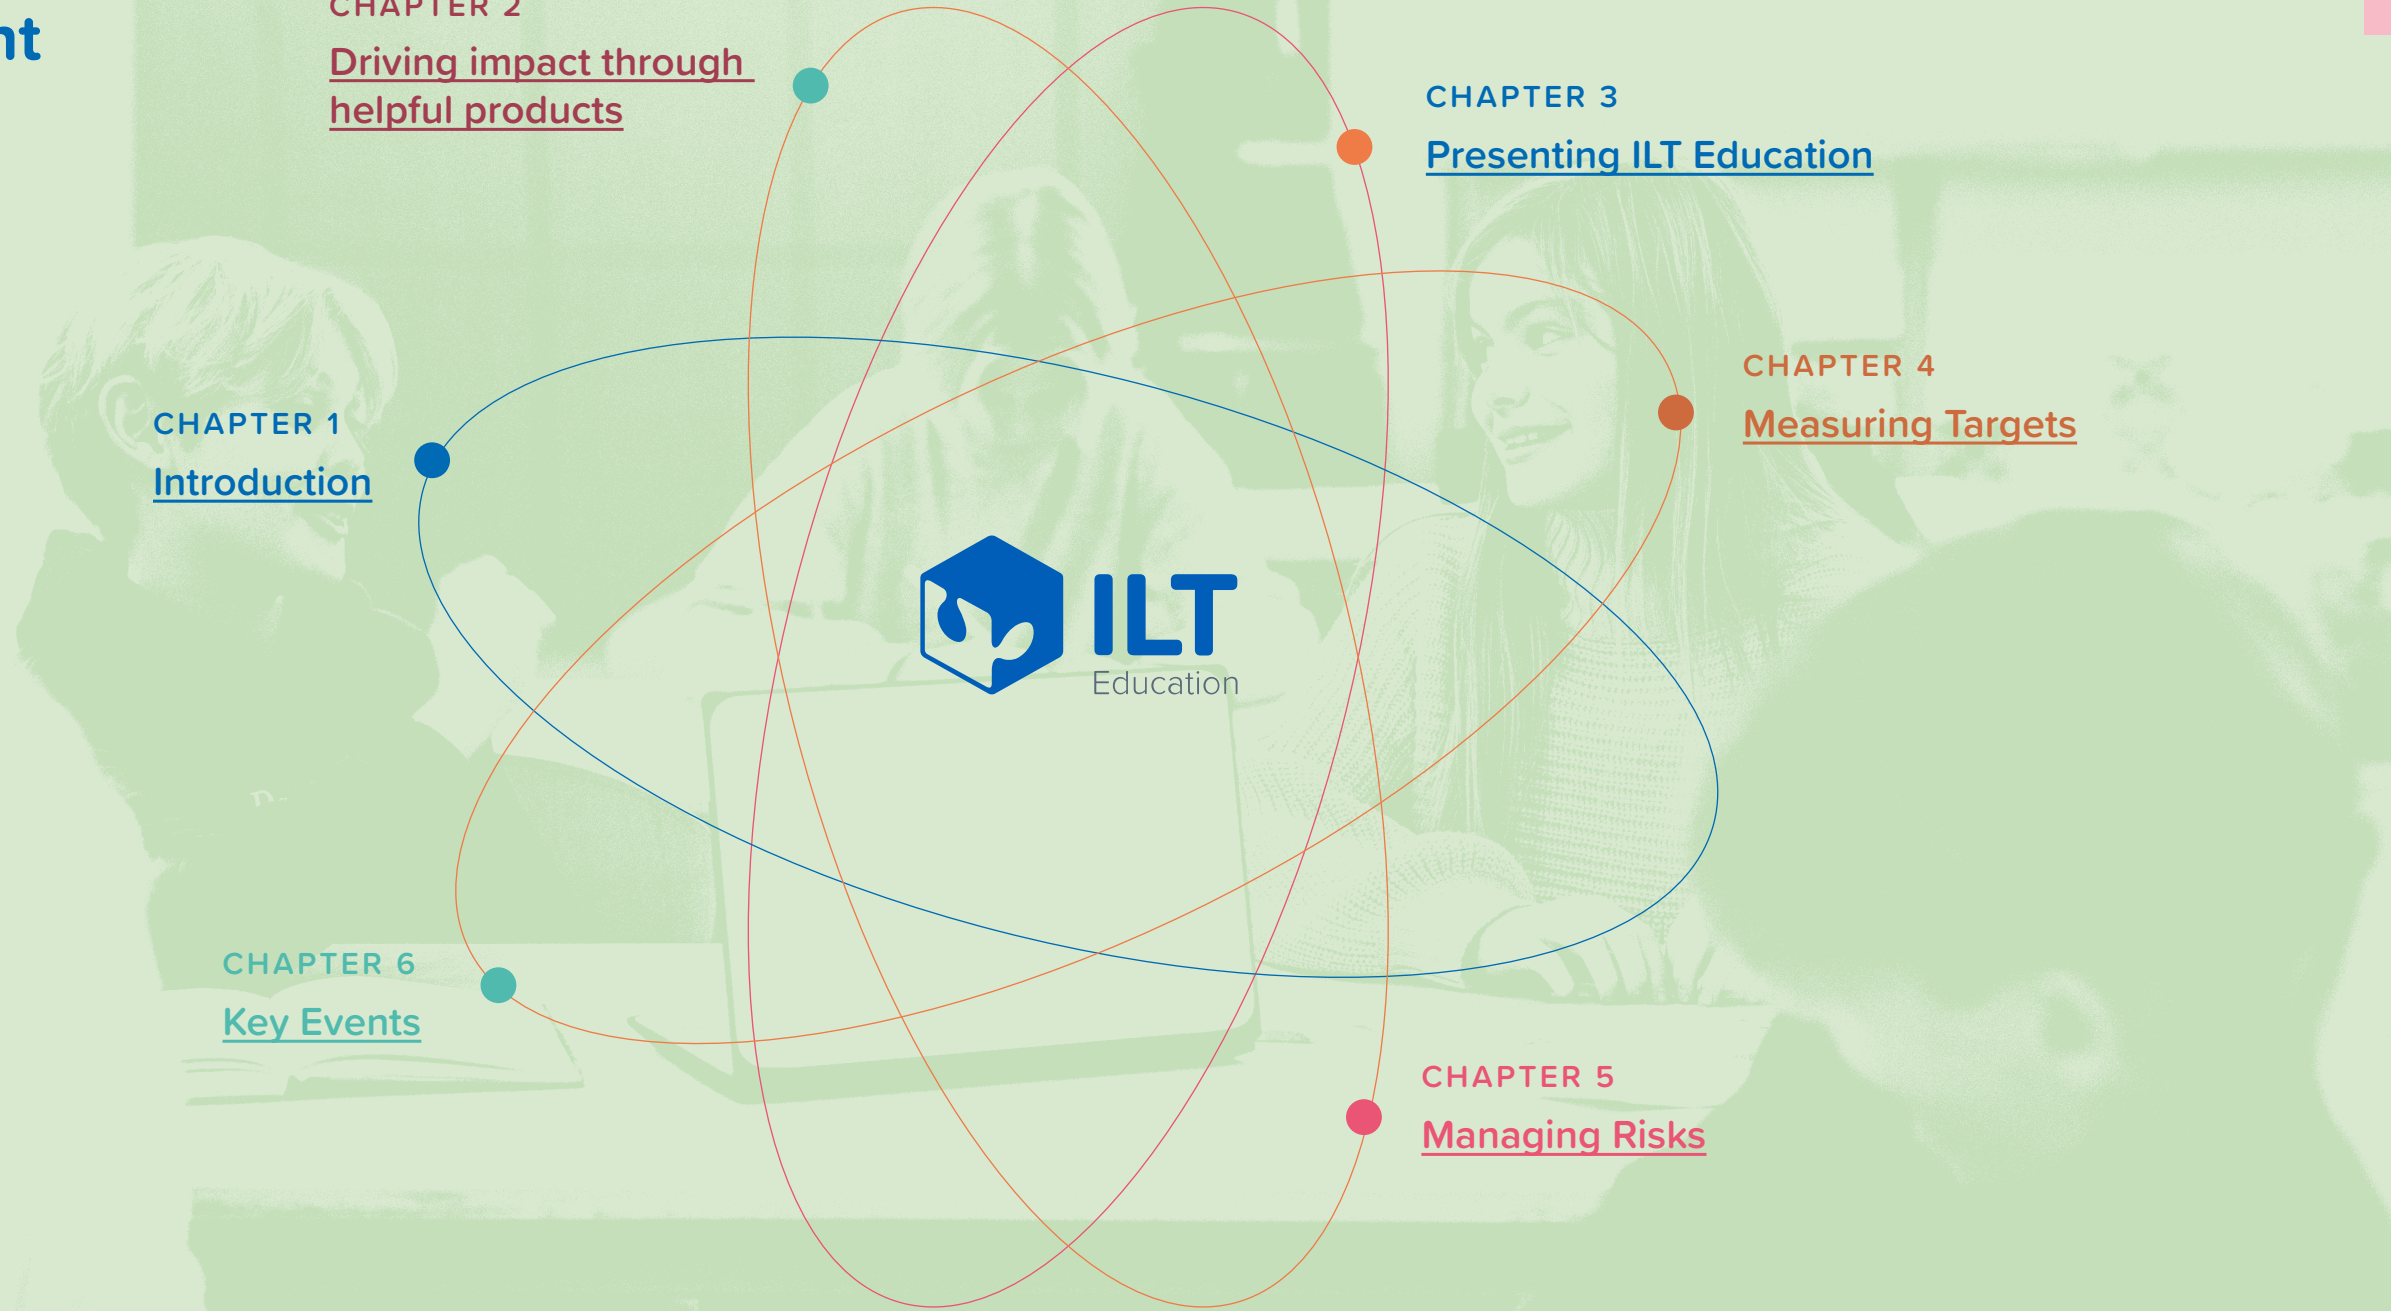 nt
CHAPTER 2
Driving impact through
helpful products
CHAPTER 3
Presenting ILT Education
CHAPTER 4
Measuring Targets
CHAPTER 1
Introduction
ILT
Education
CHAPTER 6
Key Events
CHAPTER 5
Managing Risks